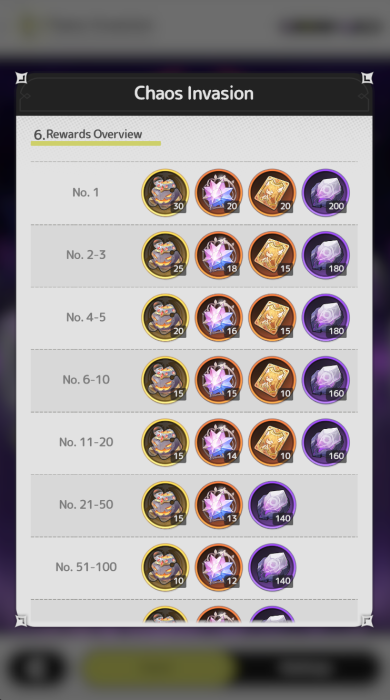 Chaos Invasion
6.Rewards Overview
No. 1 30 20 20 200
No. 2-3 25 18 15 180
No. 4-5 20 16 15 180
No. 6-10 15 15 10 160
No. 11-20 15 14 10 160
No. 21-50 15 13 140
No. 51-100 10 12 140